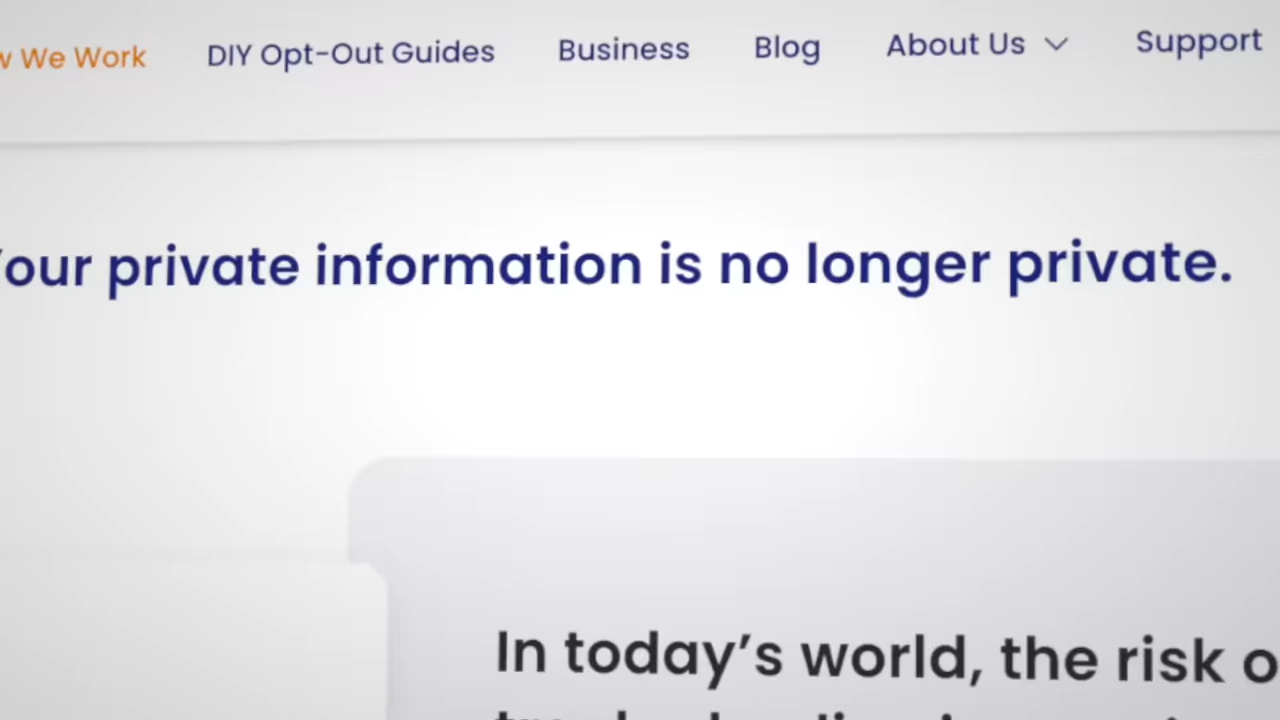 We Work DIY Opt-Out Guides Business Blog About Us Support
Your private information is no longer private.
In today’s world, the risk